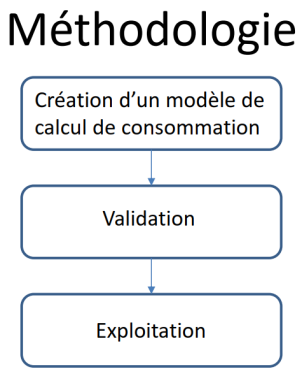 Méthodologie
Création d'un modèle de
calcul de consommation
Validation
Exploitation